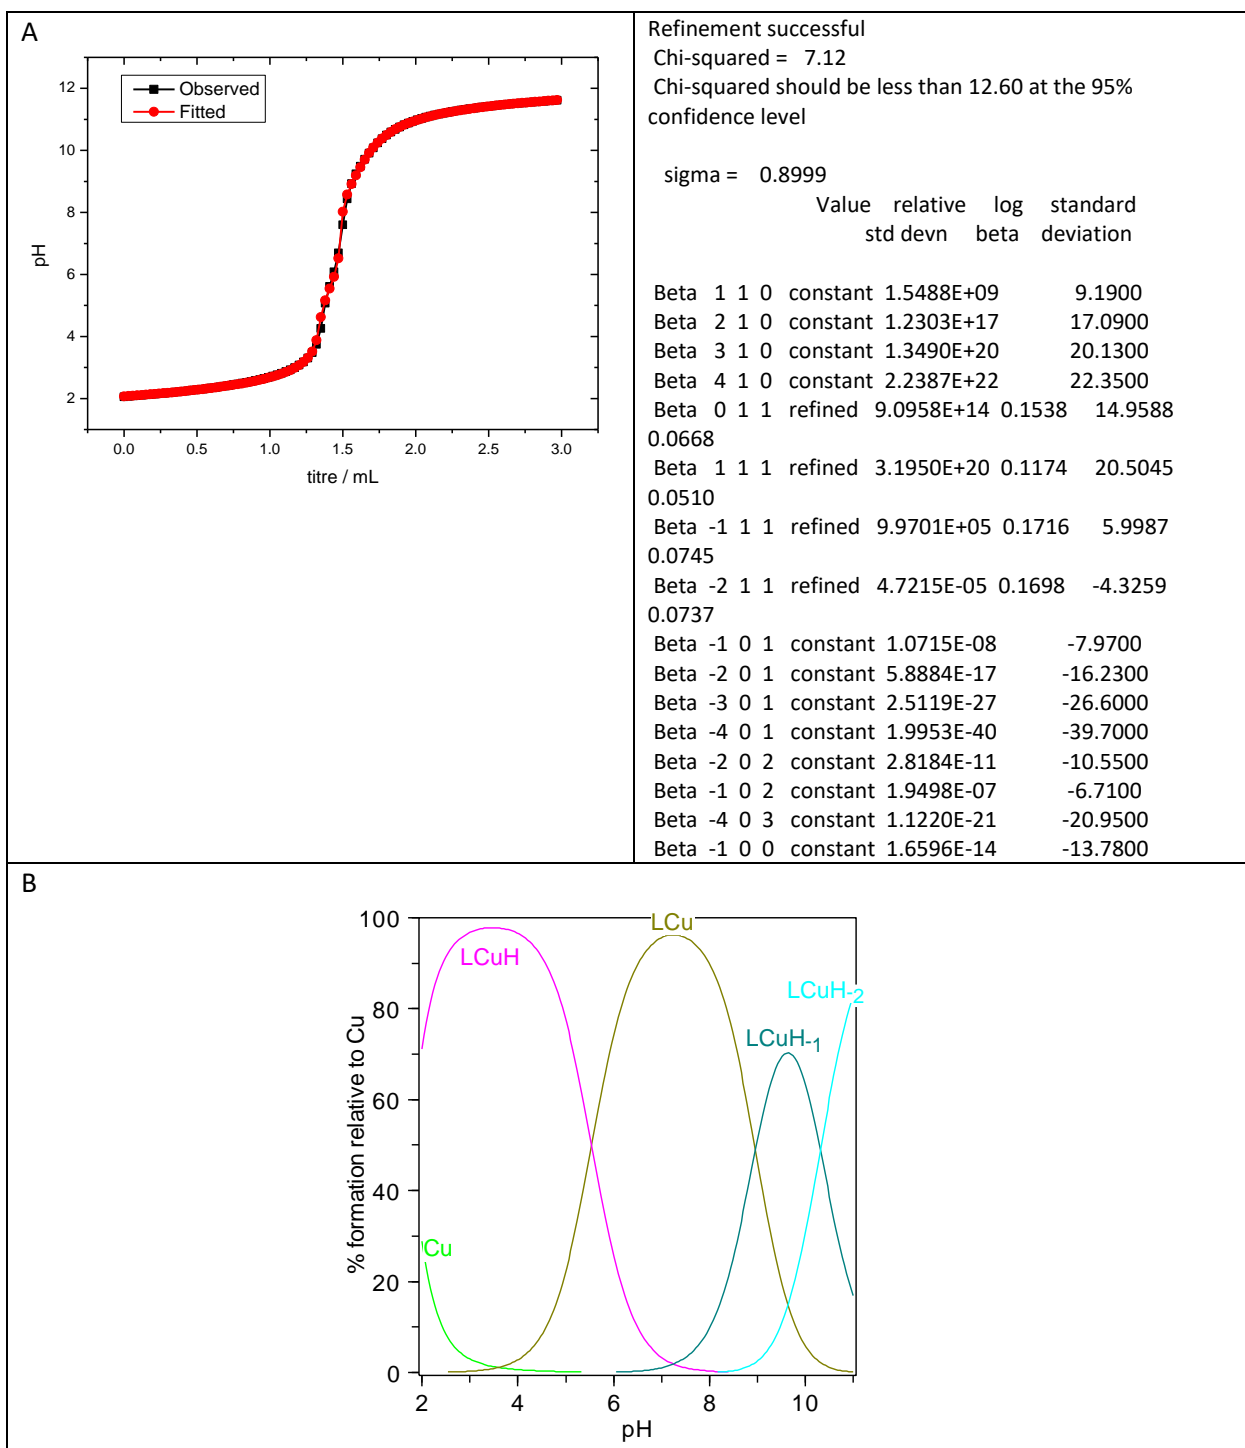 A
Observed
Fitted
12
10
8
6
4
2
pH
0.0 0.5 1.0 1.5 2.0 2.5 3.0
titre / mL
Refinement successful
Chi-squared = 7.12
Chi-squared should be less than 12.60 at the 95%
confidence level
sigma = 0.8999
Value relative log standard
std devn beta deviation
Beta 1 1 0 constant 1.5488E+09 9.1900
Beta 2 1 0 constant 1.2303E+17 17.0900
Beta 3 1 0 constant 1.3490E+20 20.1300
Beta 4 1 0 constant 2.2387E+22 22.3500
Beta 0 1 1 refined 9.0958E+14 0.1538 14.9588
0.0668
Beta 1 1 1 refined 3.1950E+20 0.1174 20.5045
0.0510
Beta -1 1 1 refined 9.9701E+05 0.1716 5.9987
0.0745
Beta -2 1 1 refined 4.7215E-05 0.1698 -4.3259
0.0737
Beta -1 0 1 constant 1.0715E-08 -7.9700
Beta -2 0 1 constant 5.8884E-17 -16.2300
Beta -3 0 1 constant 2.5119E-27 -26.6000
Beta -4 0 1 constant 1.9953E-40 -39.7000
Beta -2 0 2 constant 2.8184E-11 -10.5500
Beta -1 0 2 constant 1.9498E-07 -6.7100
Beta -4 0 3 constant 1.1220E-21 -20.9500
Beta -1 0 0 constant 1.6596E-14 -13.7800
B
100
80
60
40
20
0
% formation relative to Cu
LCuH
LCu
LCuH-1
LCuH-2
Cu
2 4 6 8 10
pH